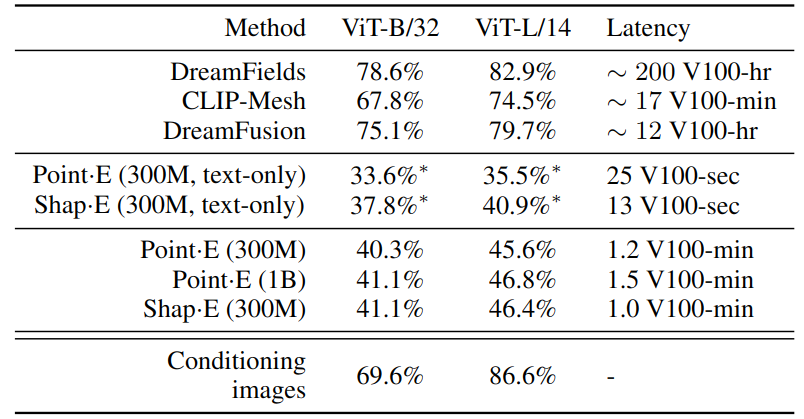 Method ViT-B/32 ViT-L/14 Latency
DreamFields 78.6% 82.9% ∼ 200 V100-hr
CLIP-Mesh 67.8% 74.5% ∼ 17 V100-min
DreamFusion 75.1% 79.7% ∼ 12 V100-hr
Point·E (300M, text-only) 33.6%* 35.5%* 25 V100-sec
Shap·E (300M, text-only) 37.8%* 40.9%* 13 V100-sec
Point·E (300M) 40.3% 45.6% 1.2 V100-min
Point·E (1B) 41.1% 46.8% 1.5 V100-min
Shap·E (300M) 41.1% 46.4% 1.0 V100-min
Conditioning
images 69.6% 86.6% -